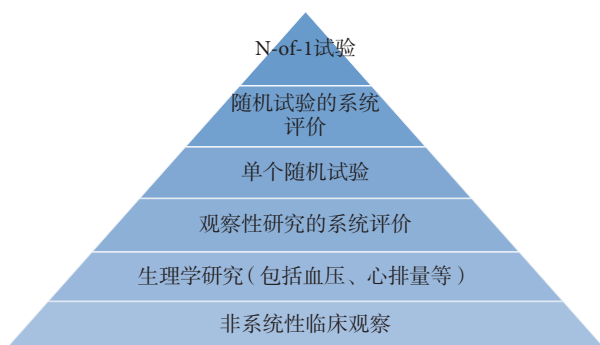 N-of-1试验
随机试验的系统
评价
单个随机试验
观察性研究的系统评价
生理学研究(包括血压、心排量等)
非系统性临床观察